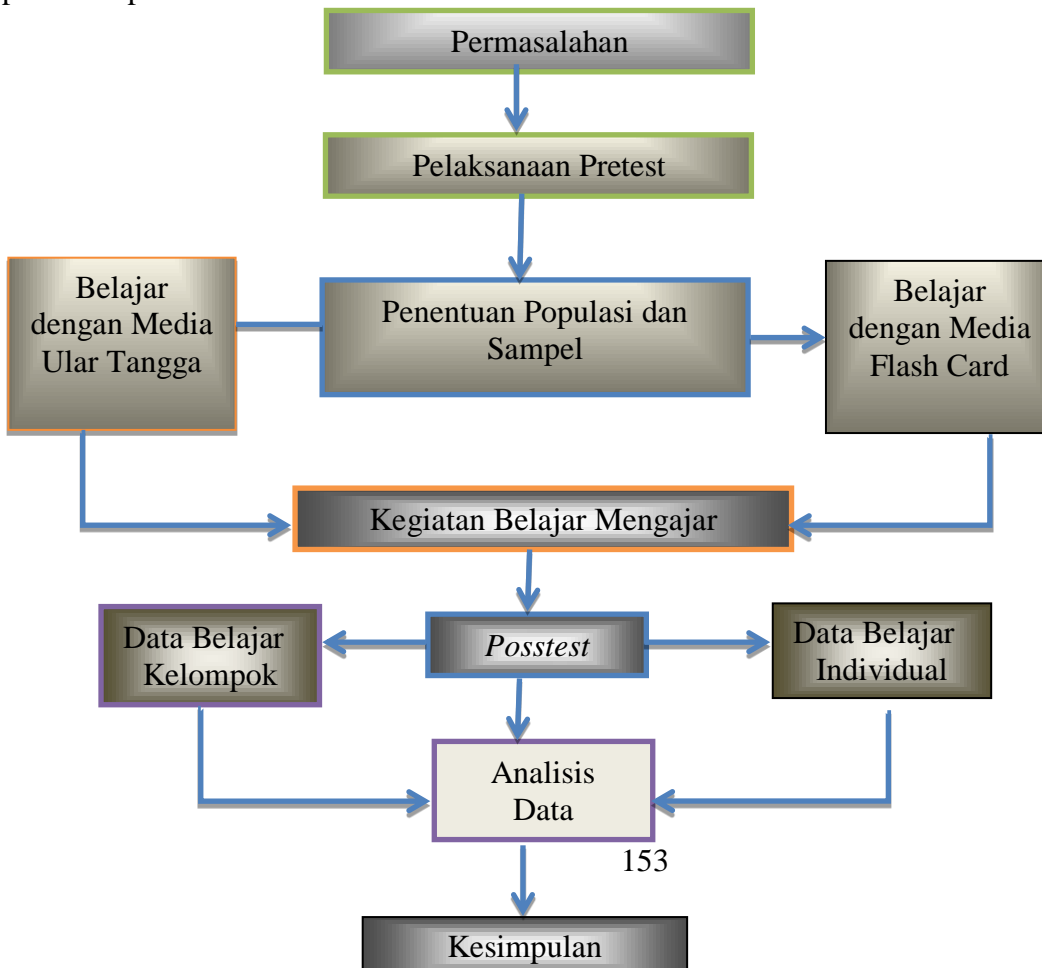 Permasalahan
Pelaksanaan Pretest
Belajar
dengan Media
Ular Tangga
Penentuan Populasi dan
Sampel
Belajar
dengan Media
Flash Card
Kegiatan Belajar Mengajar
Data Belajar
Kelompok
Posstest
Data Belajar
Individual
Analisis
Data
153
Kesimpulan